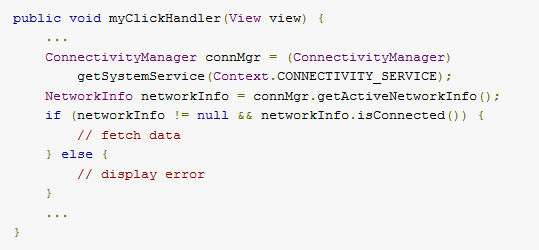 public void myClickHandler(View view) {
    ...
    ConnectivityManager connMgr = (ConnectivityManager)
        getSystemService(Context.CONNECTIVITY_SERVICE);
    NetworkInfo networkInfo = connMgr.getActiveNetworkInfo();
    if (networkInfo != null && networkInfo.isConnected()) {
        // fetch data
    } else {
        // display error
    }
    ...
}